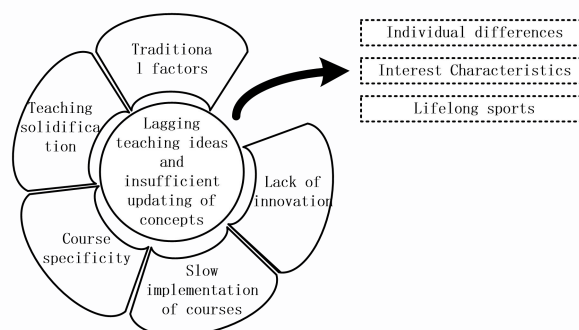 Traditiona
l factors
Individual differences
Interest Characteristics
Lifelong sports
Teaching
solidifica
tion
Lagging
teaching ideas
and
insufficient
updating of
concepts
Lack of
innovation
Course
specificity
Slow
implementation
of courses